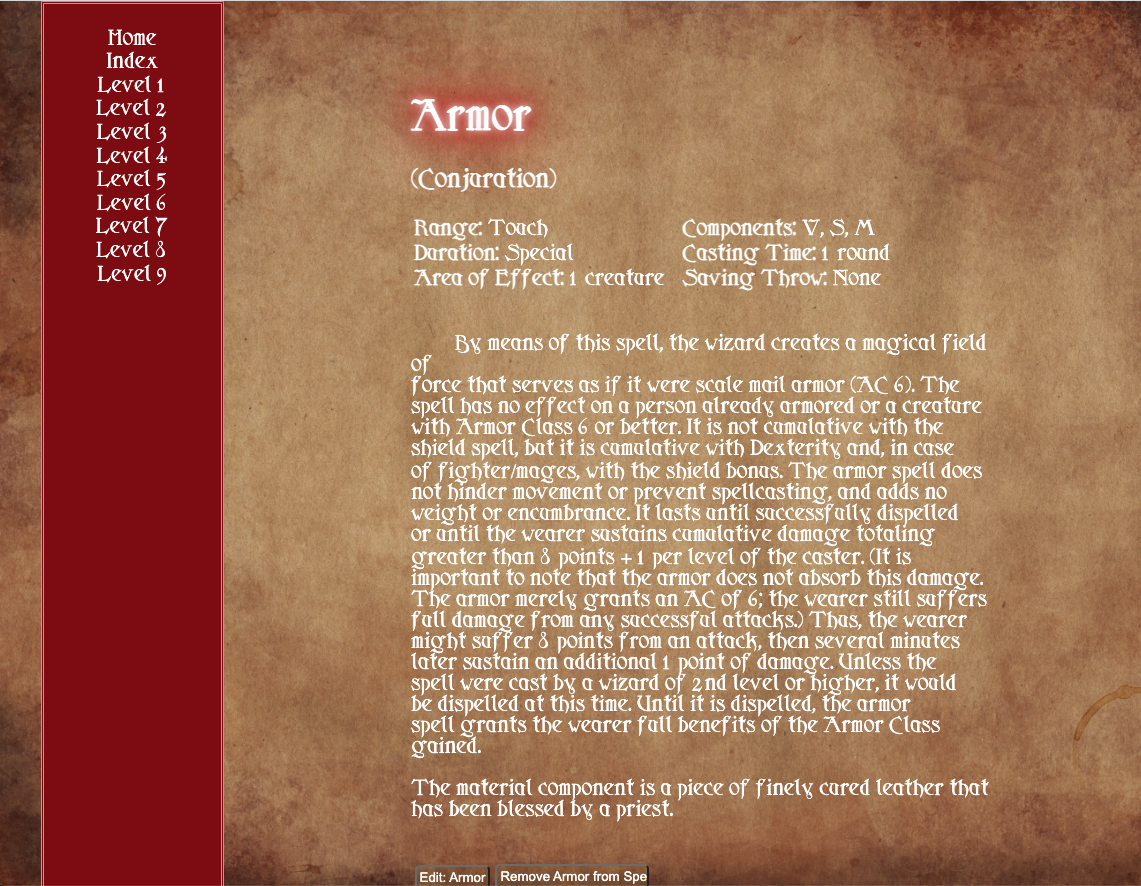 Home
Index
Level 1
Level 2
Level 3
Level 4
Level 5
Level 6
Level 7
Level 8
Level 9
Armor
(Conjuration)
Range: Touch Components: V, S, M
Duration: Special Casting Time: 1 round
Area of Effect: 1 creature Saving Throw: None
By means of this spell, the wizard creates a magical field
of
force that serves as if it were scale mail armor (AC 6). The
spell has no effect on a person already armored or a creature
with Armor Class 6 or better. It is not cumulative with the
shield spell, but it is cumulative with Dexterity and, in case
of fighter/mages, with the shield bonus. The armor spell does
not hinder movement or prevent spellcasting, and adds no
weight or encumbrance. It lasts until successfully dispelled
or until the wearer sustains cumulative damage totaling
greater than 8 points +1 per level of the caster. (It is
important to note that the armor does not absorb this damage.
The armor merely grants an AC of 6; the wearer still suffers
full damage from any successful attacks.) Thus, the wearer
might suffer 8 points from an attack, then several minutes
later sustain an additional 1 point of damage. Unless the
spell were cast by a wizard of 2nd level or higher, it would
be dispelled at this time. Until it is dispelled, the armor
spell grants the wearer full benefits of the Armor Class
gained.
The material component is a piece of finely cured leather that
has been blessed by a priest.
Edit: Armor Remove Armor from Spe